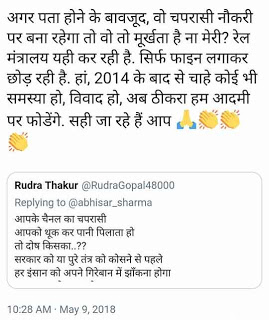 अगर पता होने के बावजूद, वो चपरासी नौकरी
पर बना रहेगा तो वो तो मूर्खता है ना मेरी? रेल
मंत्रालय यही कर रही है. सिर्फ फाइन लगाकर
छोड़ रही है. हां, 2014 के बाद से चाहे कोई भी
समस्या हो, विवाद हो, अब ठीकरा हम आदमी
पर फोडेंगे. सही जा रहे हैं आप 🙏👏👏
👏
Rudra Thakur @RudraGopal48000
Replying to @abhisar_sharma
आपके चैनल का चपरासी
आपको थूक कर पानी पिलाता हो
तो दोष किसका..??
सरकार को या पुरे तंत्र को कोसने से पहले
हर इंसान को अपने गिरेबान में झाँकना होगा
10:28 AM · May 9, 2018